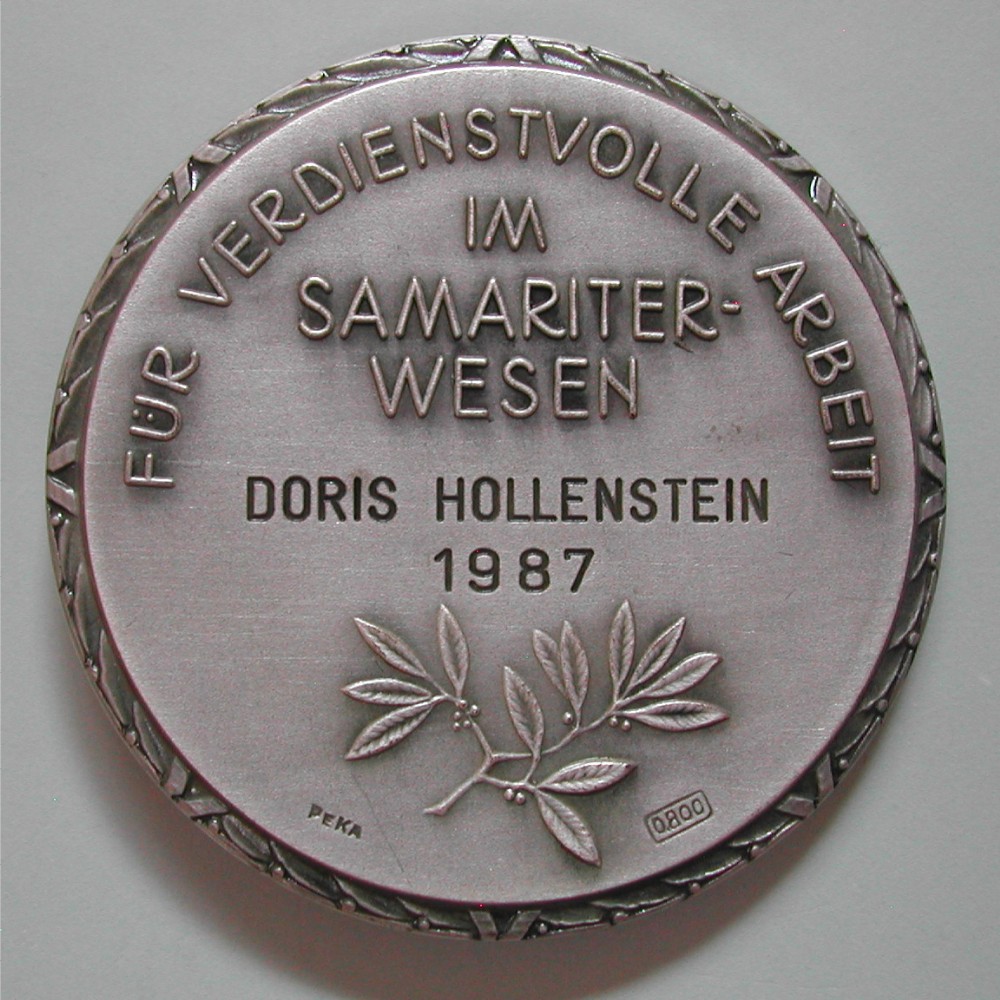 FÜR VERDIENSTVOLLE ARBEIT
IM
SAMARITER-
WESEN
DORIS HOLLENSTEIN
1987
PEKA
0.800